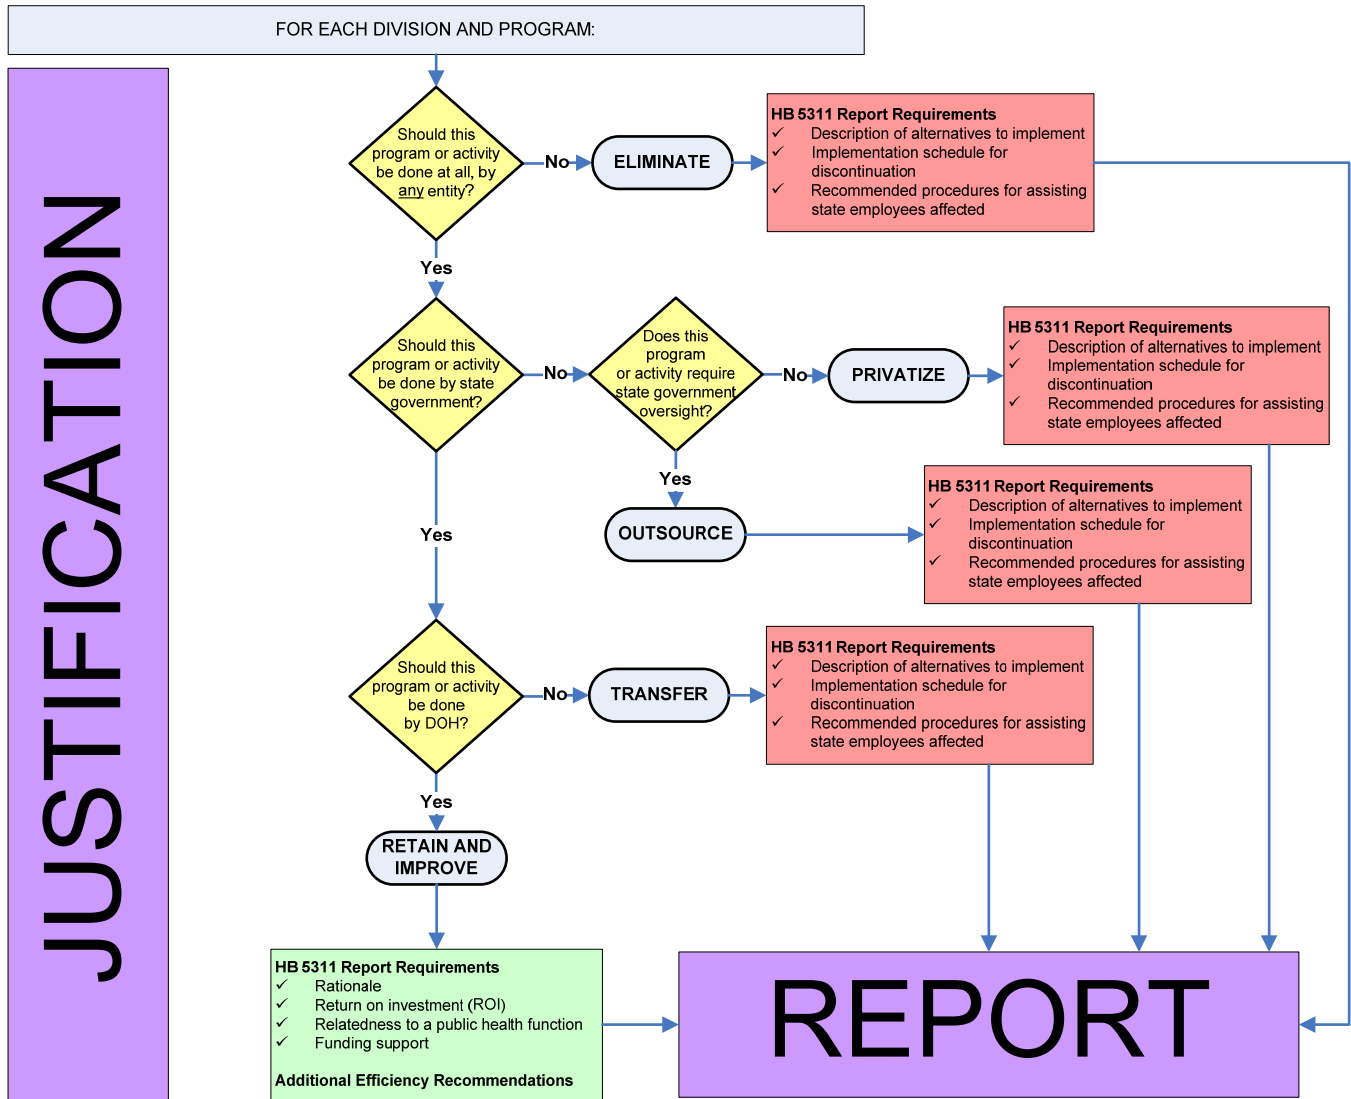 FOR EACH DIVISION AND PROGRAM:
JUSTIFICATION
Should this
program or activity
be done at all, by
any entity?
No
ELIMINATE
HB 5311 Report Requirements
✓ Description of alternatives to implement
✓ Implementation schedule for
discontinuation
✓ Recommended procedures for assisting
state employees affected
Yes
Should this
program or activity
be done by state
government?
No
Does this
program
or activity require
state government
oversight?
No
PRIVATIZE
HB 5311 Report Requirements
✓ Description of alternatives to implement
✓ Implementation schedule for
discontinuation
✓ Recommended procedures for assisting
state employees affected
Yes
OUTSOURCE
HB 5311 Report Requirements
✓ Description of alternatives to implement
✓ Implementation schedule for
discontinuation
✓ Recommended procedures for assisting
state employees affected
Yes
Should this
program or activity
be done
by DOH?
No
TRANSFER
HB 5311 Report Requirements
✓ Description of alternatives to implement
✓ Implementation schedule for
discontinuation
✓ Recommended procedures for assisting
state employees affected
Yes
RETAIN AND
IMPROVE
HB 5311 Report Requirements
✓ Rationale
✓ Return on investment (ROI)
✓ Relatedness to a public health function
✓ Funding support
Additional Efficiency Recommendations
REPORT